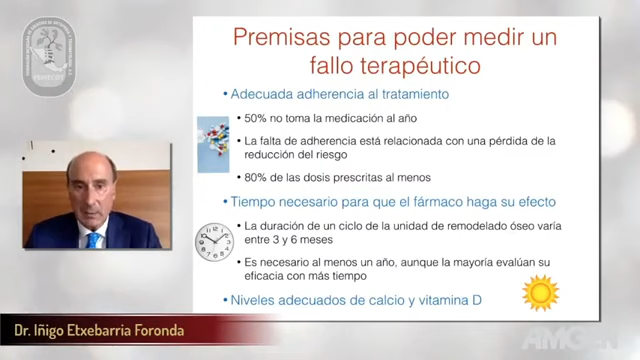 Premisas para poder medir un
fallo terapéutico
• Adecuada adherencia al tratamiento
• 50% no toma la medicación al año
• La falta de adherencia está relacionada con una pérdida de la
reducción del riesgo
• 80% de las dosis prescritas al menos
• Tiempo necesario para que el fármaco haga su efecto
• La duración de un ciclo de la unidad de remodelado óseo varía
entre 3 y 6 meses
• Es necesario al menos un año, aunque la mayoría evalúan su
eficacia con más tiempo
• Niveles adecuados de calcio y vitamina D
Dr. Iñigo Etxebarria Foronda
AMGEN